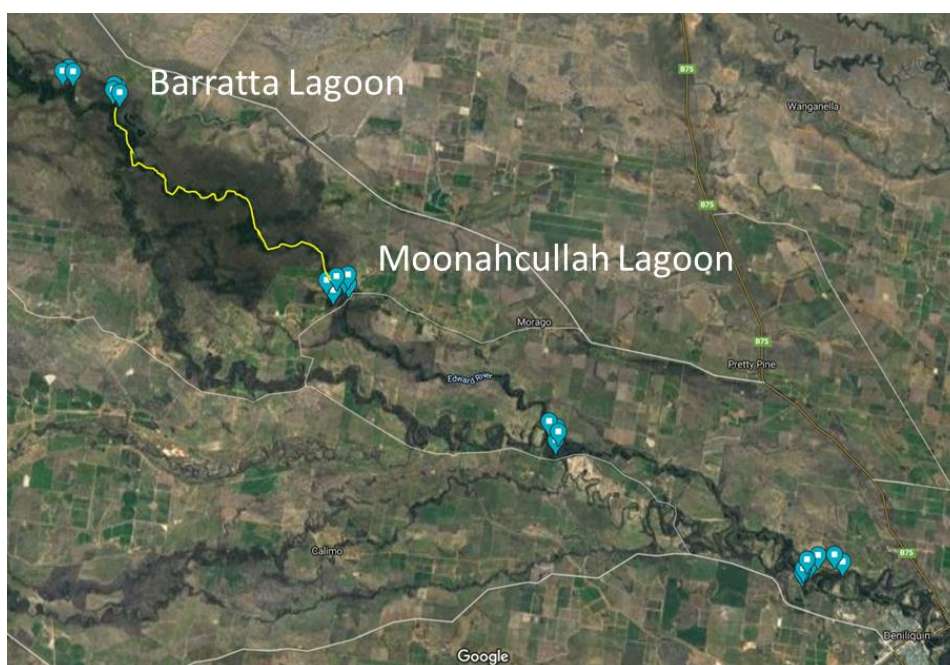 B75
Barratta Lagoon
Wanganella
B75
Moonahcullah Lagoon
Morago
B75
Pretty Pine
Edward River
Calimo
B75
Deniliquin
Google